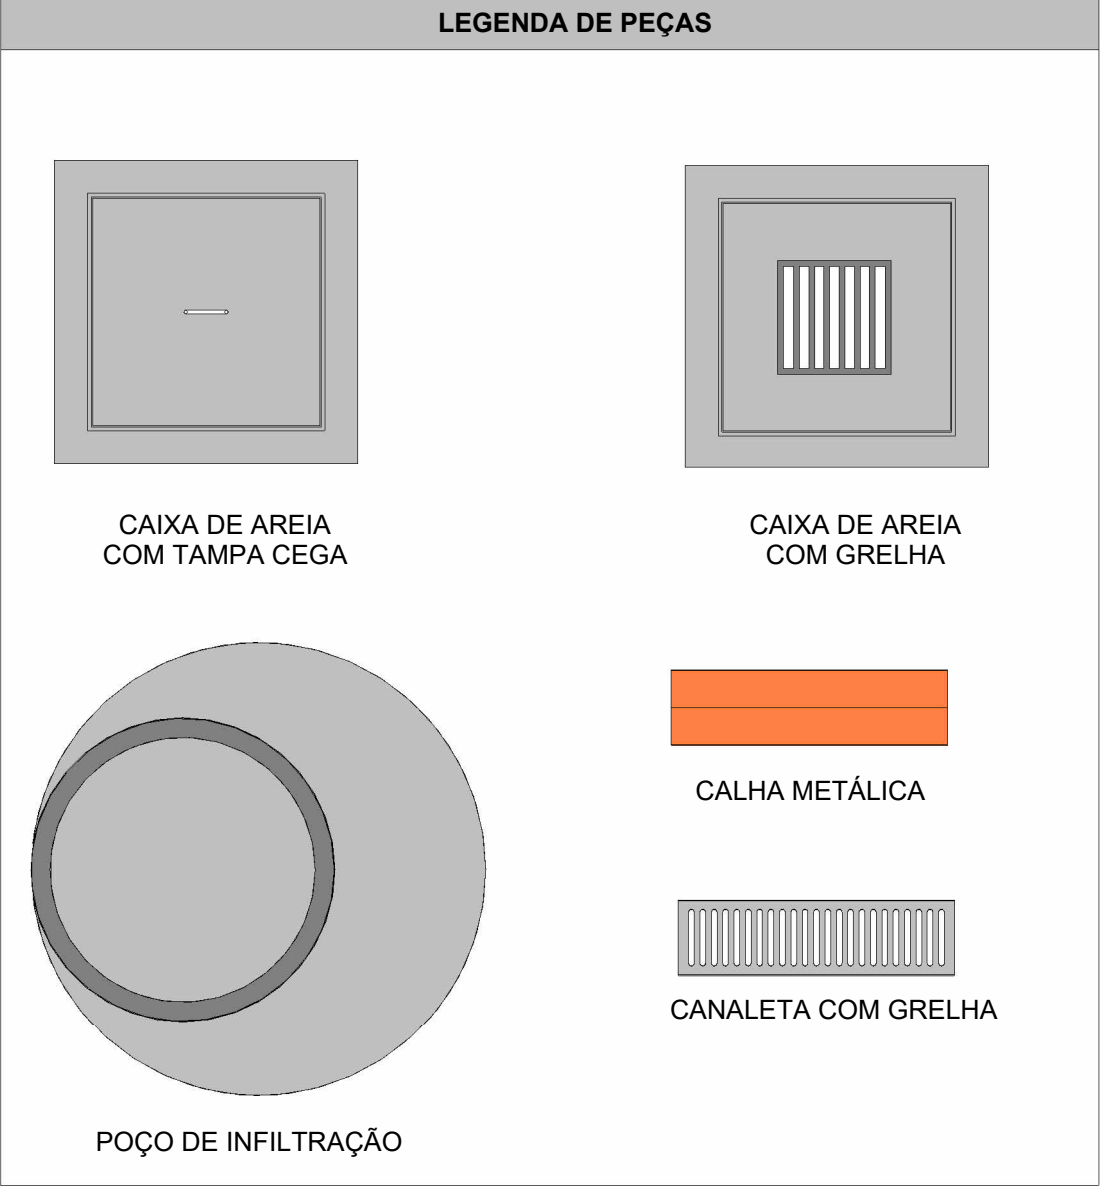 LEGENDA DE PEÇAS
CAIXA DE AREIA
COM TAMPA CEGA
CAIXA DE AREIA
COM GRELHA
CALHA METÁLICA
CANALETA COM GRELHA
POÇO DE INFILTRAÇÃO